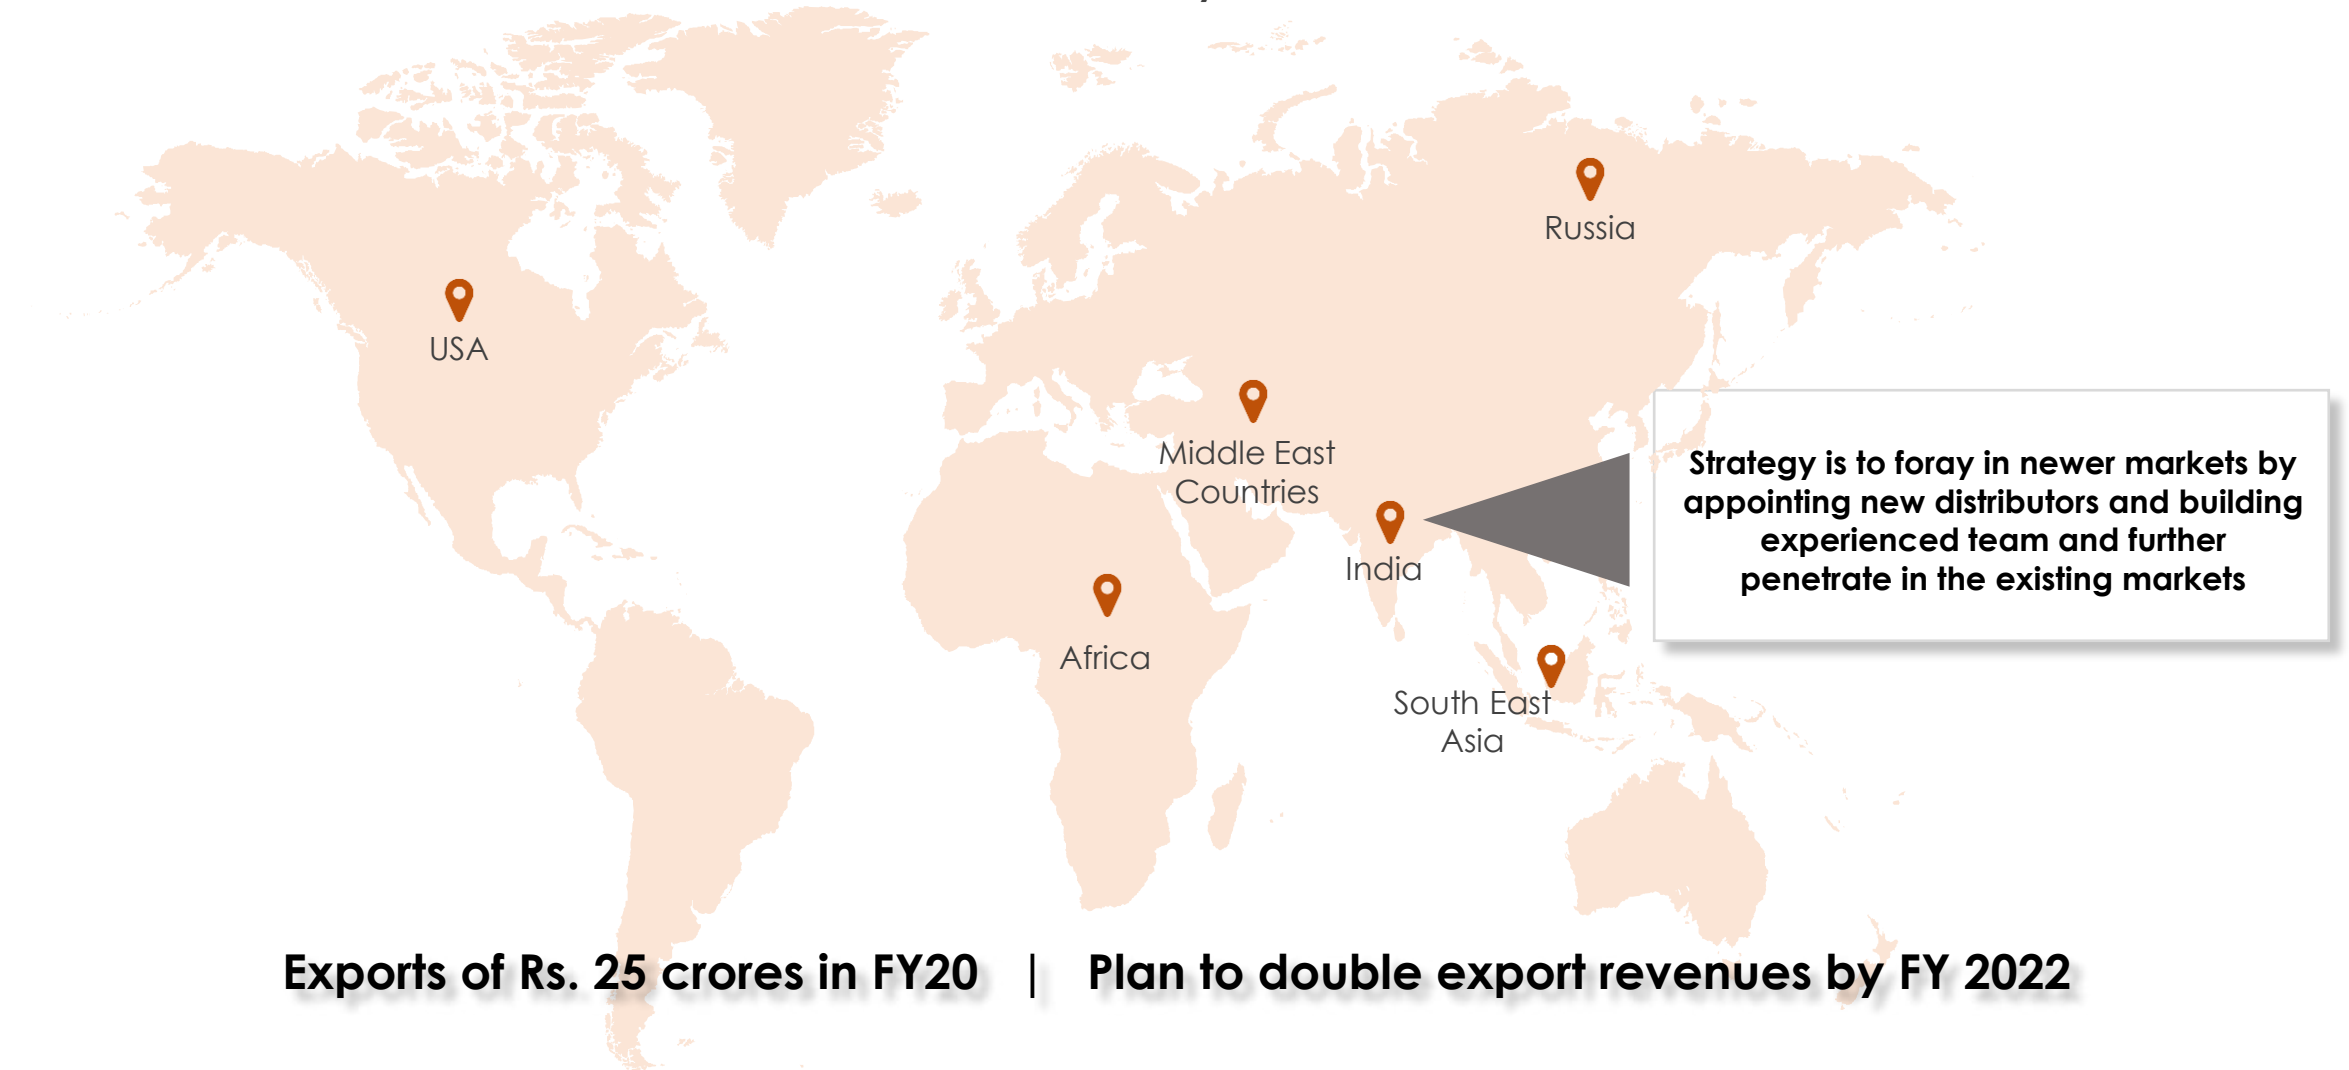 Russia
USA
Middle East
Countries
Strategy is to foray in newer markets by
appointing new distributors and building
experienced team and further
penetrate in the existing markets
India
Africa
South East
Asia
Exports of Rs. 25 crores in FY20 | Plan to double export revenues by FY 2022